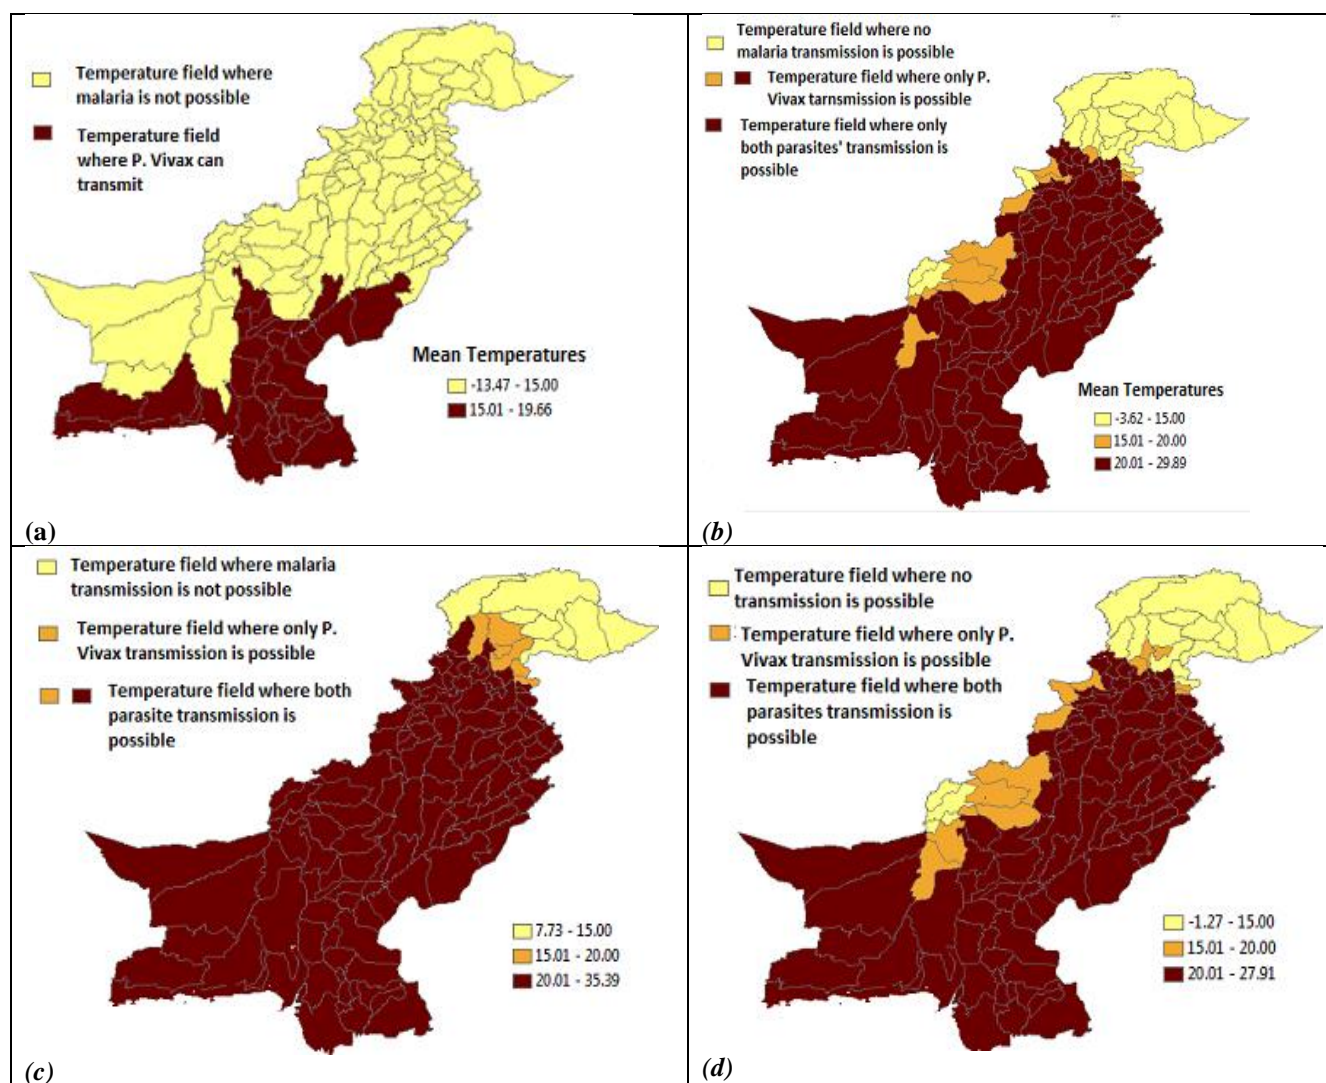 Temperature field where
malaria is not possible
Temperature field
where P. Vivax can
transmit
Mean Temperatures
-13.47 - 15.00
15.01 - 19.66
(a)
Temperature field where no
malaria transmission is possible
Temperature field where only P.
Vivax tarnsmission is possible
Temperature field where only
both parasites' transmission is
possible
Mean Temperatures
-3.62 - 15.00
15.01 - 20.00
20.01 - 29.89
(b)
Temperature field where malaria
transmission is not possible
Temperature field where only P.
Vivax transmission is possible
Temperature field where both
parasite transmission is
possible
7.73 - 15.00
15.01 - 20.00
20.01 - 35.39
(c)
Temperature field where no
transmission is possible
Temperature field where only P.
Vivax transmission is possible
Temperature field where both
parasites transmission is
possible
-1.27 - 15.00
15.01 - 20.00
20.01 - 27.91
(d)